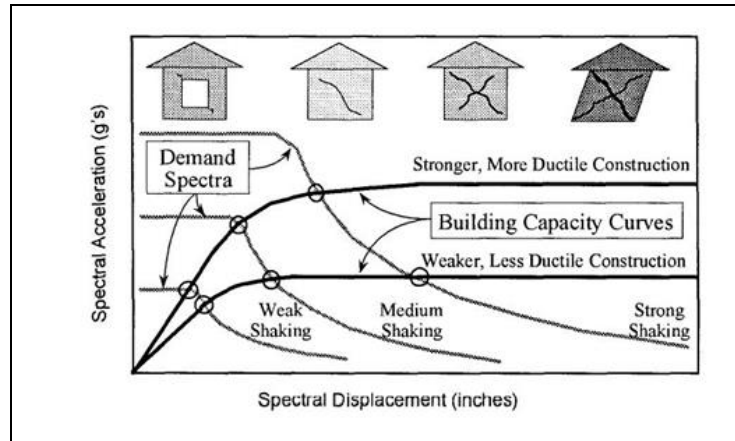 Spectral Acceleration (g's)
Demand
Spectra
Stronger, More Ductile Construction
Building Capacity Curves
Weaker, Less Ductile Construction
Weak
Shaking
Medium
Shaking
Strong
Shaking
Spectral Displacement (inches)